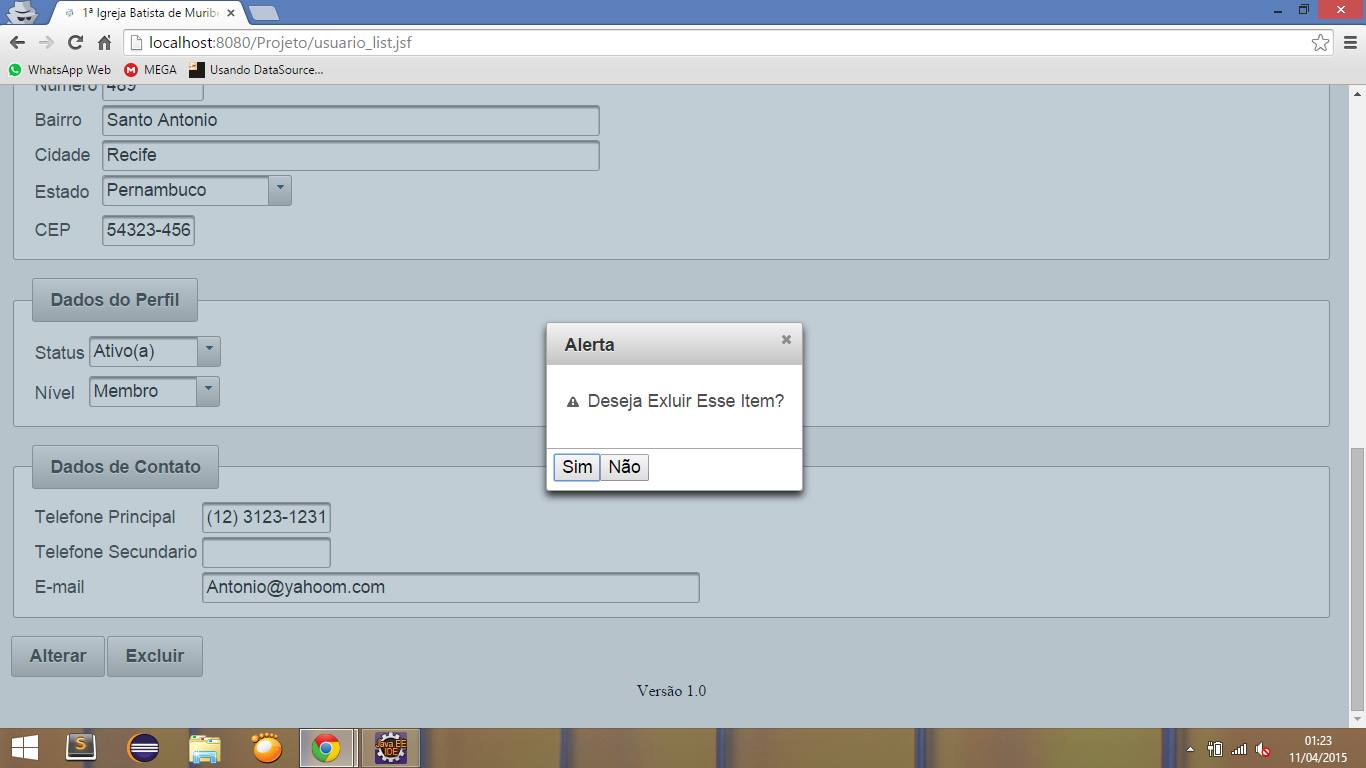 1ª Igreja Batista de Muribe
localhost:8080/Projeto/usuario_list.jsf
WhatsApp Web MEGA Usando DataSource...
Numero 489
Bairro Santo Antonio
Cidade Recife
Estado Pernambuco
CEP 54323-456
Dados do Perfil
Status Ativo(a)
Nível Membro
Alerta
Deseja Exluir Esse Item?
Sim Não
Dados de Contato
Telefone Principal (12) 3123-1231
Telefone Secundario
E-mail Antonio@yahoom.com
Alterar Excluir
Versão 1.0
S
Java EE
IDE
01:23
11/04/2015